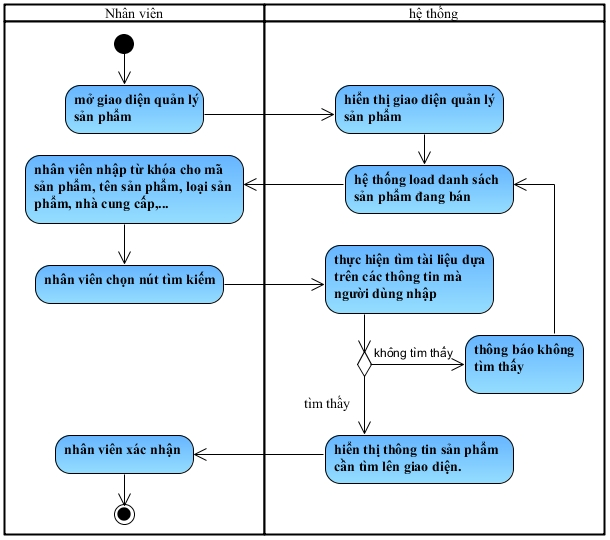 Nhân viên
hệ thống
mở giao diện quản lý
sản phẩm
hiển thị giao diện quản lý
sản phẩm
hệ thống load danh sách
sản phẩm đang bán
nhân viên nhập từ khóa cho mã
sản phẩm, tên sản phẩm, loại sản
phẩm, nhà cung cấp,...
nhân viên chọn nút tìm kiếm
thực hiện tìm tài liệu dựa
trên các thông tin mà
người dùng nhập
không tìm thấy
thông báo không
tìm thấy
tìm thấy
hiển thị thông tin sản phẩm
cần tìm lên giao diện.
nhân viên xác nhận